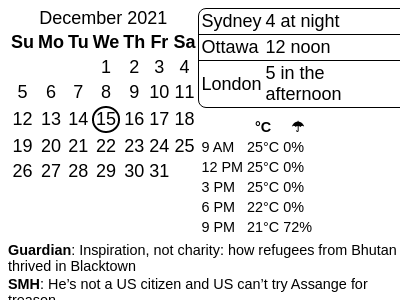 December 2021
Su Mo Tu We Th Fr Sa
1 2 3 4
5 6 7 8 9 10 11
12 13 14 15 16 17 18
19 20 21 22 23 24 25
26 27 28 29 30 31
Sydney 4 at night
Ottawa 12 noon
London 5 in the
afternoon
°C ☂
9 AM 25°C 0%
12 PM 25°C 0%
3 PM 25°C 0%
6 PM 22°C 0%
9 PM 21°C 72%
Guardian: Inspiration, not charity: how refugees from Bhutan
thrived in Blacktown
SMH: He’s not a US citizen and US can’t try Assange for
treason